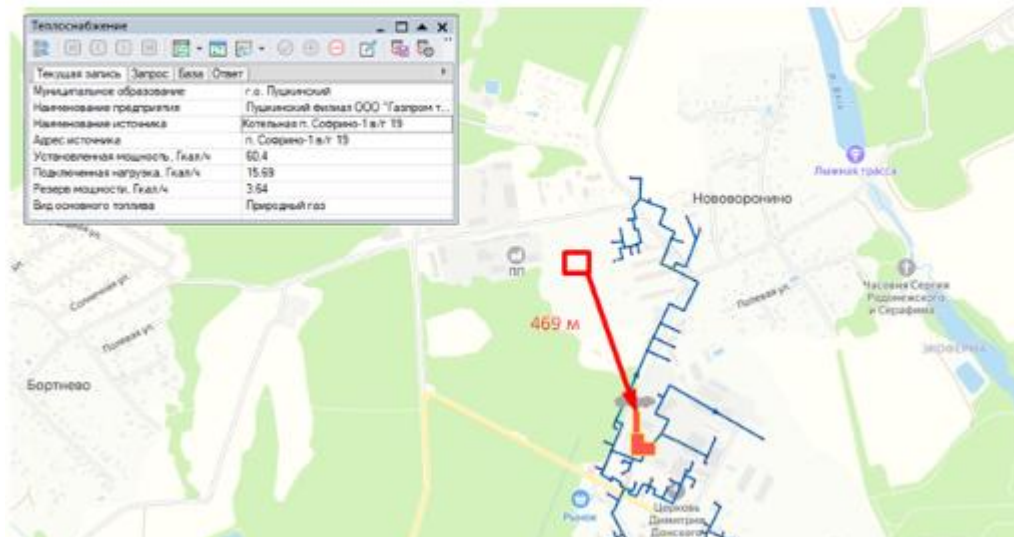 Теплоснабжение
Текущая запись Запрос База Ответ
Муниципальное образование г.о. Пушкинский
Наименование предприятия Пушкинский филиал ООО "Газпром т...
Наименование источника Котельная п. Софрино-1 в/г 19
Адрес источника п. Софрино-1 в/г 19
Установленная мощность, Гкал/ч 60.4
Подключенная нагрузка, Гкал/ч 15.69
Резерв мощности, Гкал/ч 3.64
Вид основного топлива Природный газ
Лыжная трасса
Нововоронино
ПП
Часовня Сергия
Радонежского
и Серафима
Солнечная ул.
Полевая ул.
Полевая ул.
469 м
ЭКОФЕРМА
Бортнево
Рынок
Церковь
Димитрия
Донского